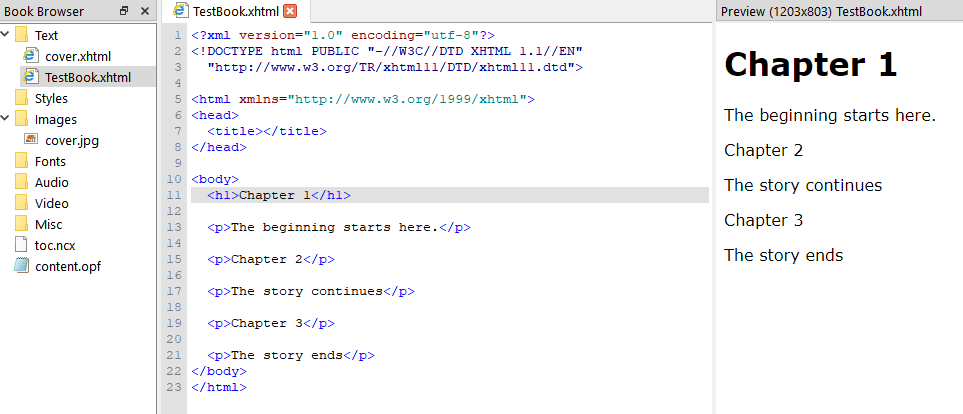 Book Browser
Text
cover.xhtml
TestBook.xhtml
Styles
Images
cover.jpg
Fonts
Audio
Video
Misc
toc.ncx
content.opf
TestBook.xhtml
1 <?xml version="1.0" encoding="utf-8"?>
2 <!DOCTYPE html PUBLIC "-//W3C//DTD XHTML 1.1//EN"
3   "http://www.w3.org/TR/xhtml11/DTD/xhtml11.dtd">
4
5 <html xmlns="http://www.w3.org/1999/xhtml">
6 <head>
7   <title></title>
8 </head>
9
10 <body>
11   <h1>Chapter 1</h1>
12
13   <p>The beginning starts here.</p>
14
15   <p>Chapter 2</p>
16
17   <p>The story continues</p>
18
19   <p>Chapter 3</p>
20
21   <p>The story ends</p>
22 </body>
23 </html>
Preview (1203x803) TestBook.xhtml
Chapter 1
The beginning starts here.
Chapter 2
The story continues
Chapter 3
The story ends